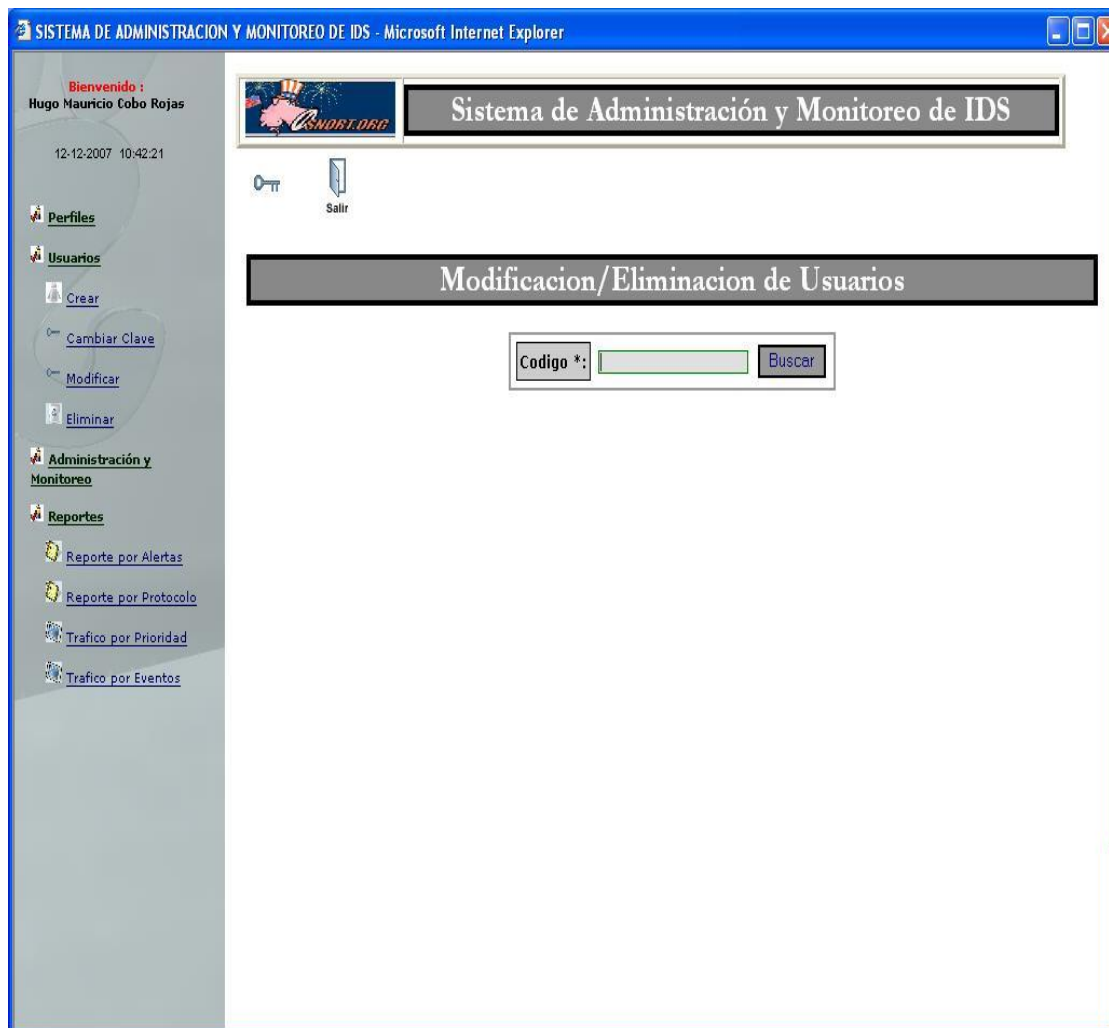 SISTEMA DE ADMINISTRACION Y MONITOREO DE IDS - Microsoft Internet Explorer
Bienvenido :
Hugo Mauricio Cobo Rojas
12-12-2007 10:42:21
Perfiles
Usuarios
Crear
Cambiar Clave
Modificar
Eliminar
Administración y
Monitoreo
Reportes
Reporte por Alertas
Reporte por Protocolo
Trafico por Prioridad
Trafico por Eventos
SNORT.ORG
Sistema de Administración y Monitoreo de IDS
Salir
Modificacion/Eliminacion de Usuarios
Codigo *:
Buscar